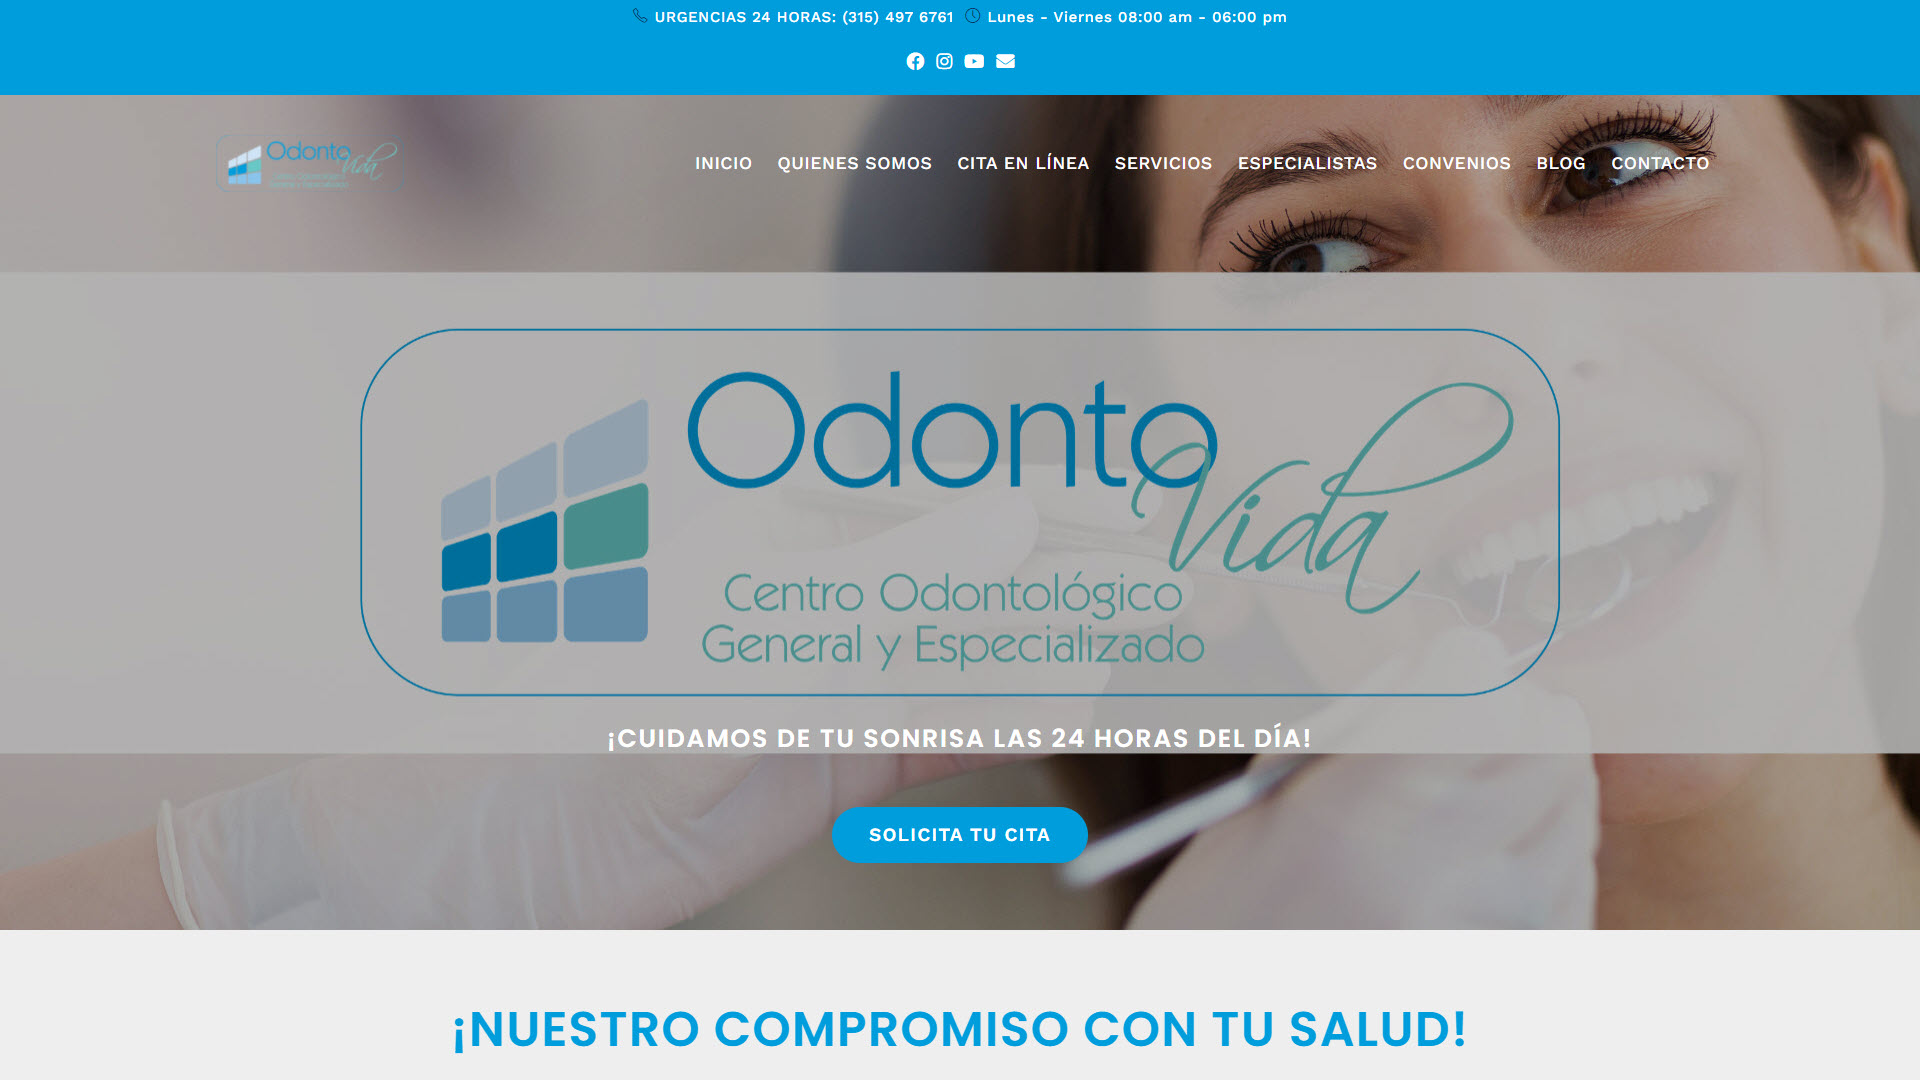 URGENCIAS 24 HORAS: (315) 497 6761 Lunes - Viernes 08:00 am - 06:00 pm
Odonto Vida
INICIO QUIENES SOMOS CITA EN LÍNEA SERVICIOS ESPECIALISTAS CONVENIOS BLOG CONTACTO
Odonto
Vida
Centro Odontológico
General y Especializado
¡CUIDAMOS DE TU SONRISA LAS 24 HORAS DEL DÍA!
SOLICITA TU CITA
¡NUESTRO COMPROMISO CON TU SALUD!